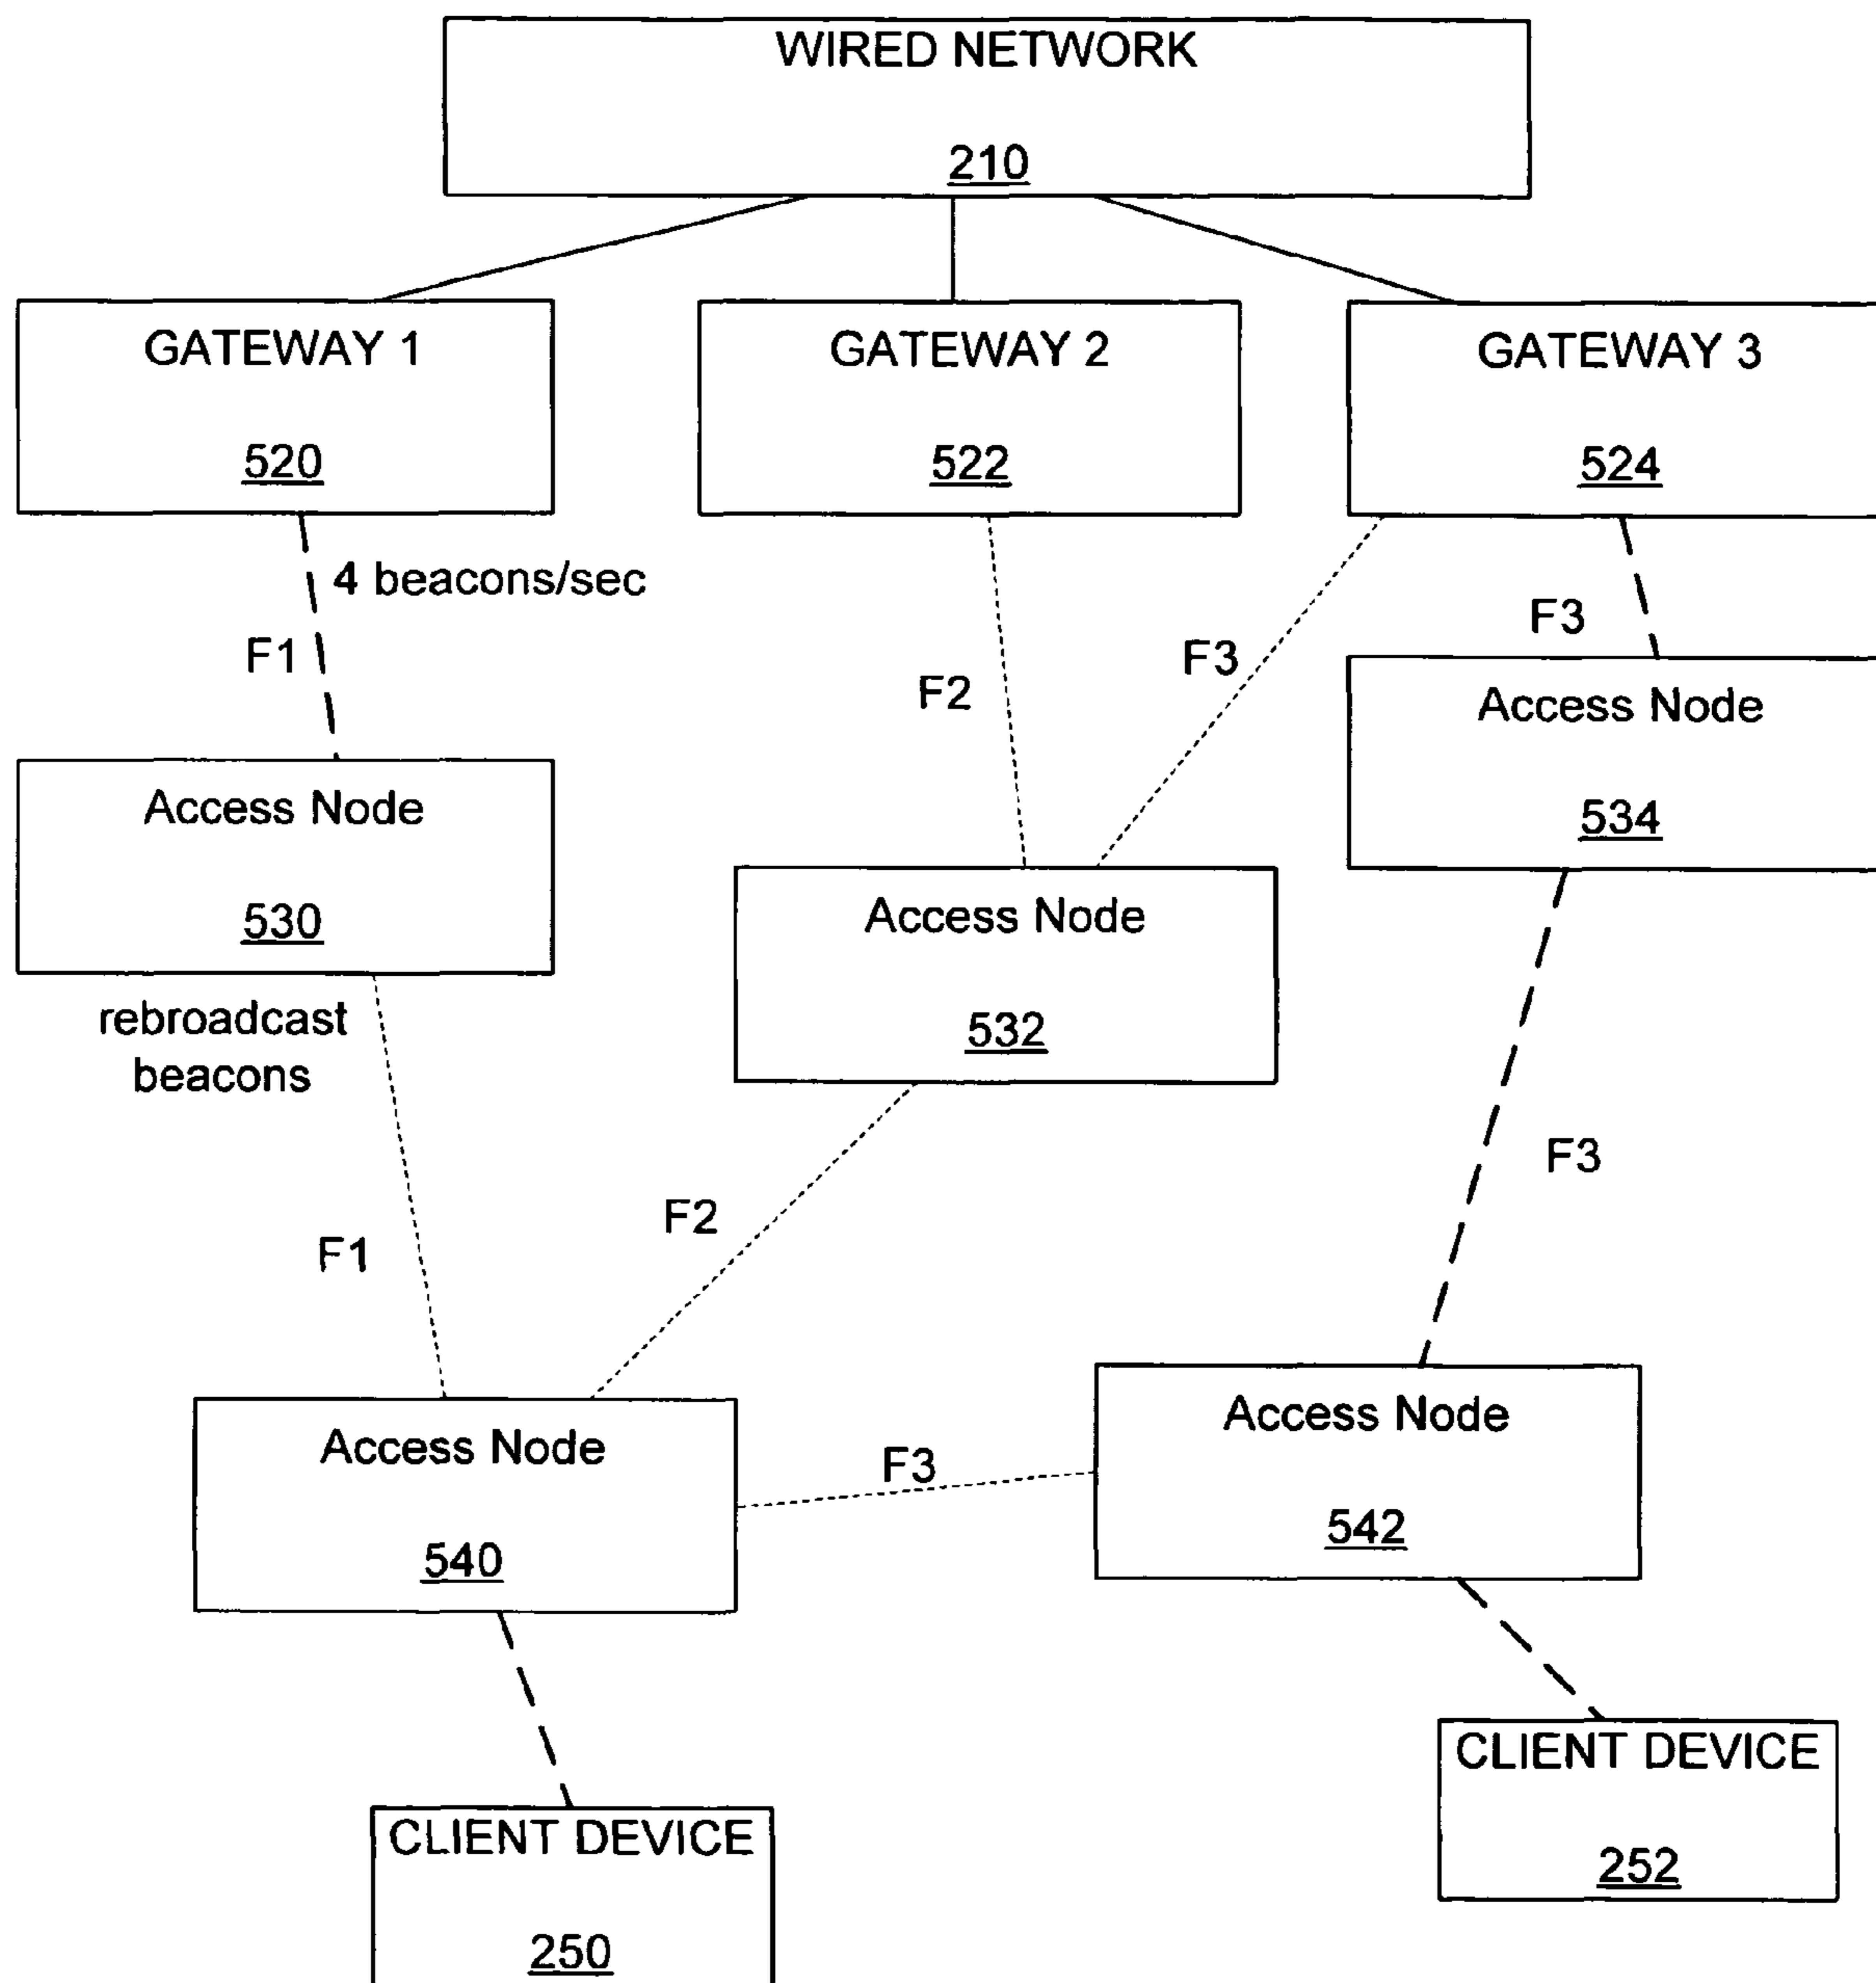 WIRED NETWORK
210
GATEWAY 1
520
GATEWAY 2
522
GATEWAY 3
524
4 beacons/sec
F1
F2
F3
F3
Access Node
534
Access Node
530
Access Node
532
rebroadcast
beacons
F1
F2
F3
Access Node
540
F3
Access Node
542
CLIENT DEVICE
252
CLIENT DEVICE
250